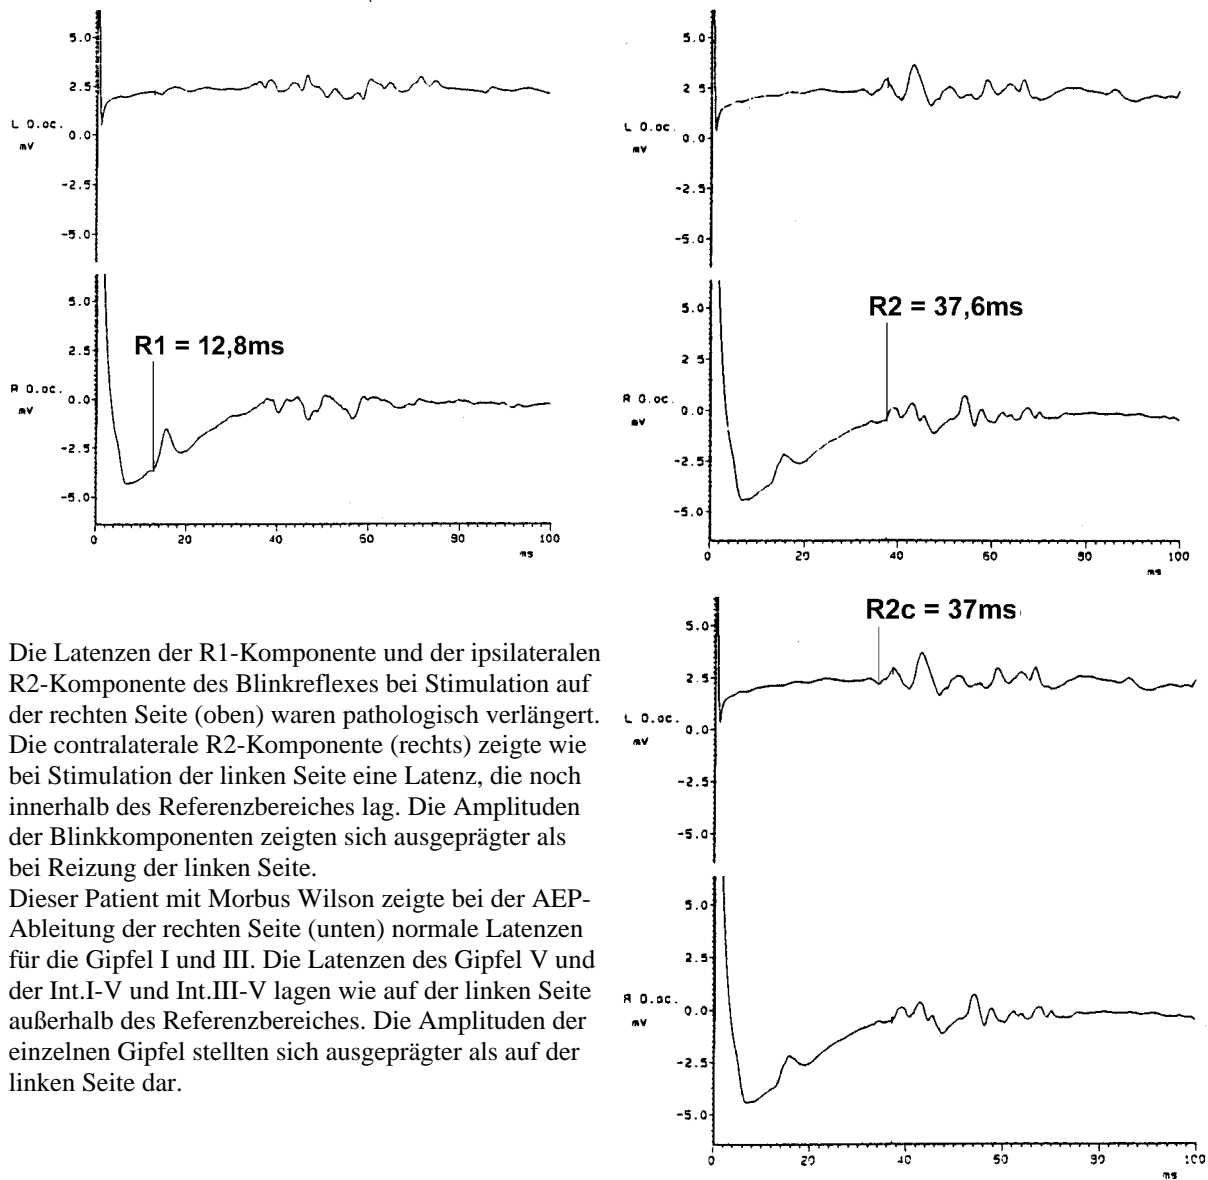 5.0
2.5
L O.oc.
0.0
mV
-2.5
-5.0
5.0
R1 = 12,8ms
2.5
R O.oc.
0.0
mV
-2.5
-5.0
0 20 40 60 80 100
ms
5.0
2.5
L O.oc.
0.0
mV
-2.5
-5.0
5.0
R2 = 37,6ms
2.5
R O.oc.
0.0
mV
-2.5
-5.0
0 20 40 60 80 100
ms
Die Latenzen der R1-Komponente und der ipsilateralen
R2-Komponente des Blinkreflexes bei Stimulation auf
der rechten Seite (oben) waren pathologisch verlängert.
Die contralaterale R2-Komponente (rechts) zeigte wie
bei Stimulation der linken Seite eine Latenz, die noch
innerhalb des Referenzbereiches lag. Die Amplituden
der Blinkkomponenten zeigten sich ausgeprägter als
bei Reizung der linken Seite.
Dieser Patient mit Morbus Wilson zeigte bei der AEP-
Ableitung der rechten Seite (unten) normale Latenzen
für die Gipfel I und III. Die Latenzen des Gipfel V und
der Int.I-V und Int.III-V lagen wie auf der linken Seite
außerhalb des Referenzbereiches. Die Amplituden der
einzelnen Gipfel stellten sich ausgeprägter als auf der
linken Seite dar.
R2c = 37ms
5.0
2.5
L O.oc.
0.0
mV
-2.5
-5.0
5.0
2.5
R O.oc.
0.0
mV
-2.5
-5.0
0 20 40 60 80 100
ms